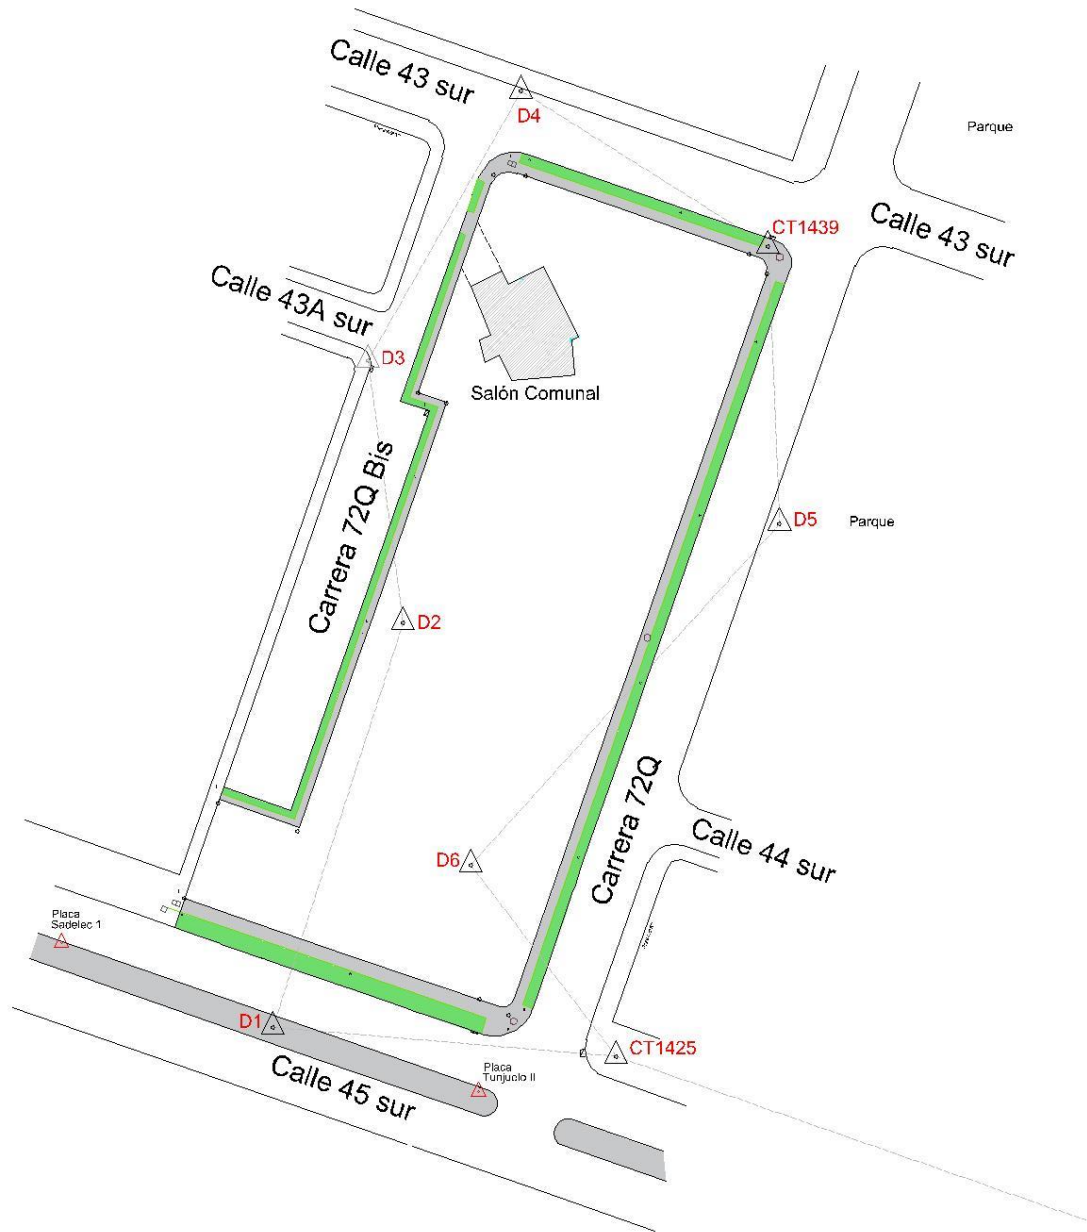 Calle 43 sur
D4
Parque
CT1439
Calle 43 sur
Calle 43A sur
D3
Salón Comunal
Carrera 72Q Bis
D5
Parque
D2
Carrera 72Q
Calle 44 sur
D6
Placa
Sadelec 1
D1
CT1425
Placa
Tunjuelo II
Calle 45 sur